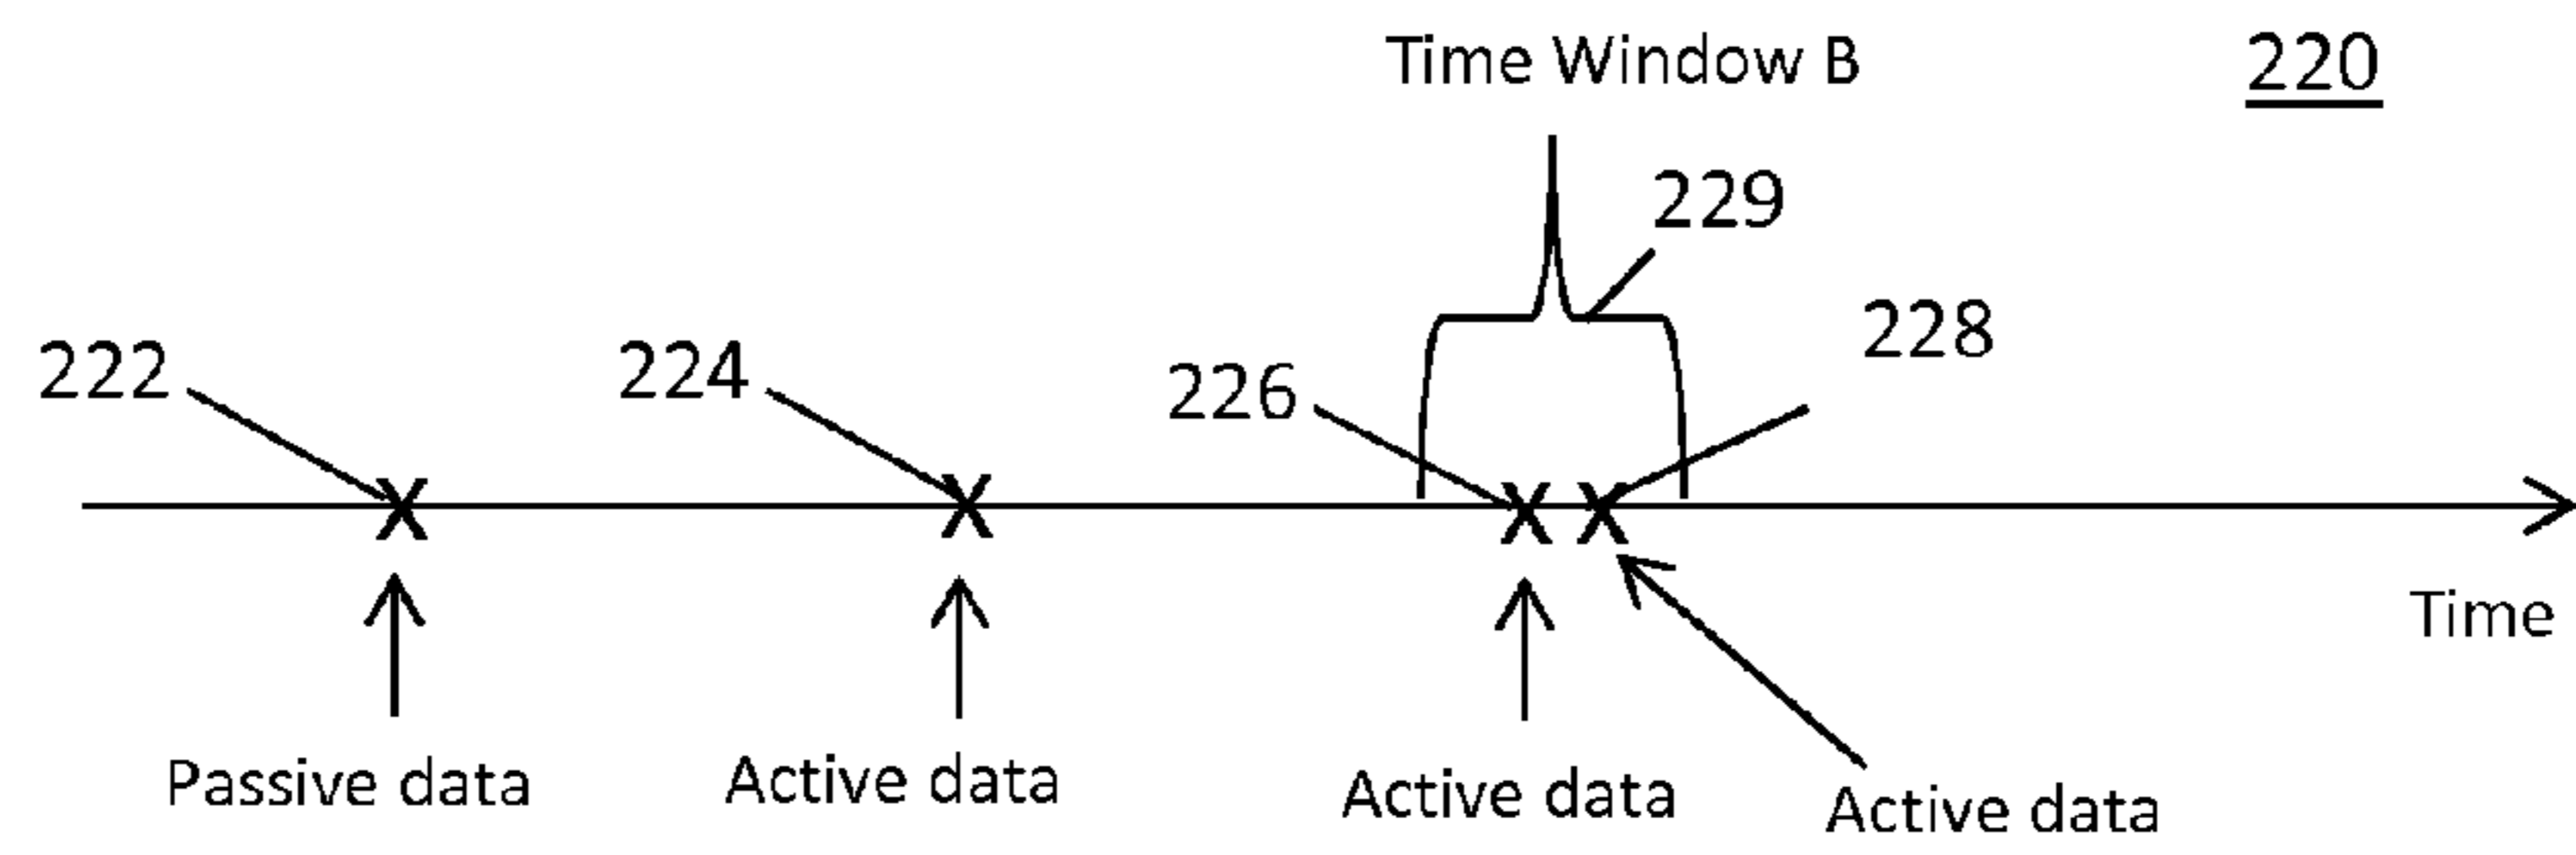 Time Window B
220
229
228
222
224
226
Time
Passive data
Active data
Active data
Active data